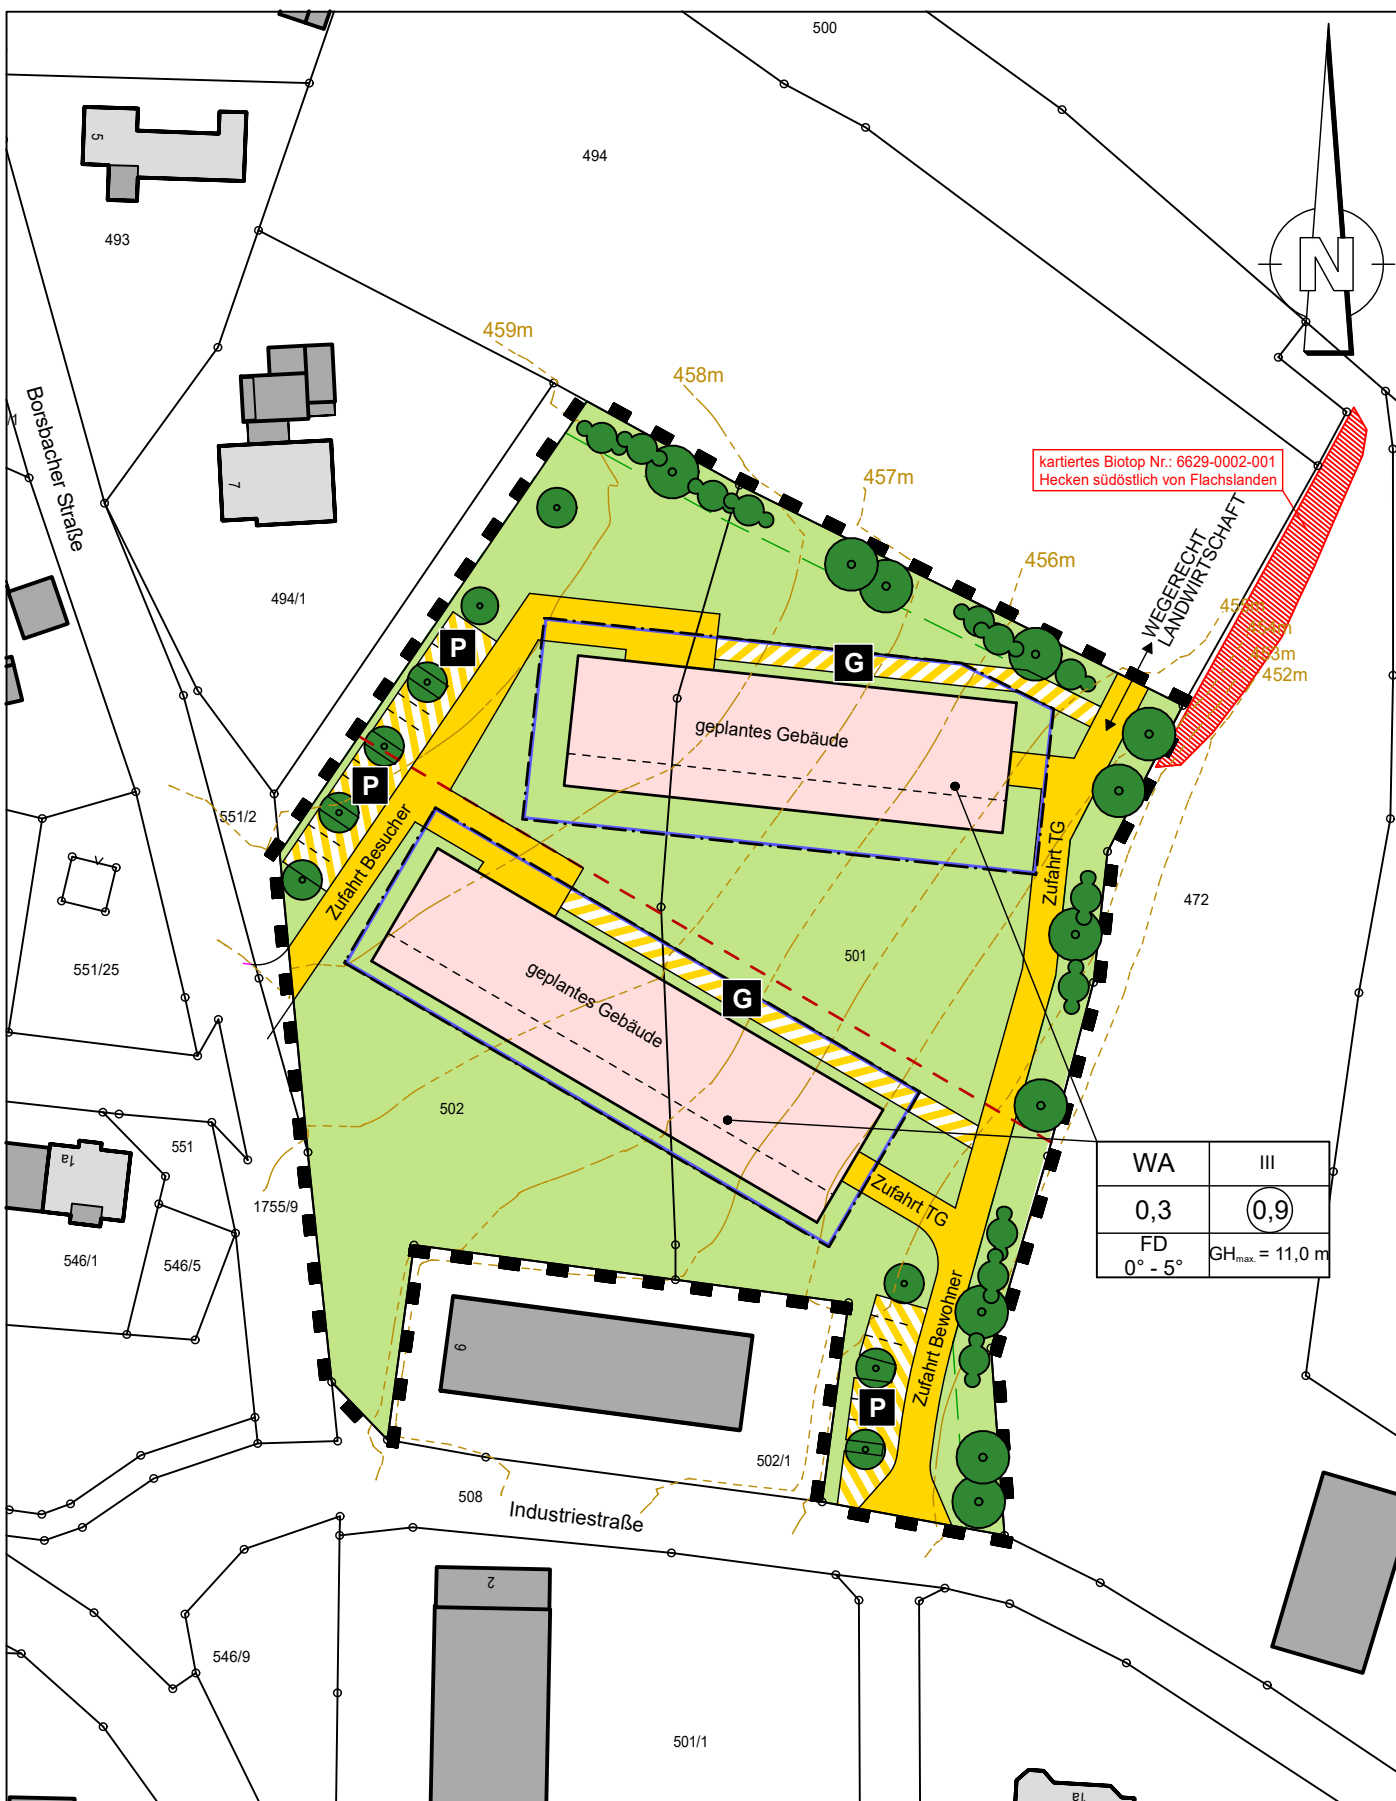 500
494
5
493
N
459m
458m
457m
456m
kartiertes Biotop Nr.: 6629-0002-001
Hecken südöstlich von Flachslanden
WEGERECHT
LANDWIRTSCHAFT
453m
452m
Borsbacher Straße
7
494/1
P
G
geplantes Gebäude
P
551/2
Zufahrt Besucher
Zufahrt TG
472
551/25
501
geplantes Gebäude
G
502
551
1a
1755/9
546/1
546/5
Zufahrt TG
WA
III
0,3
0,9
FD
0° - 5°
GHmax. = 11,0 m
Zufahrt Bewohner
9
P
502/1
508
Industriestraße
2
546/9
501/1
1a